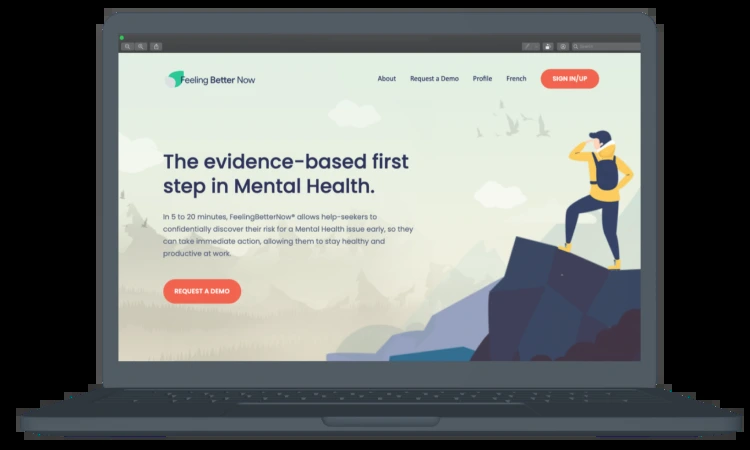 Feeling Better Now
About Request a Demo Profile French SIGN IN/UP
The evidence-based first
step in Mental Health.
In 5 to 20 minutes, FeelingBetterNow® allows help-seekers to
confidentially discover their risk for a Mental Health issue early, so they
can take immediate action, allowing them to stay healthy and
productive at work.
REQUEST A DEMO